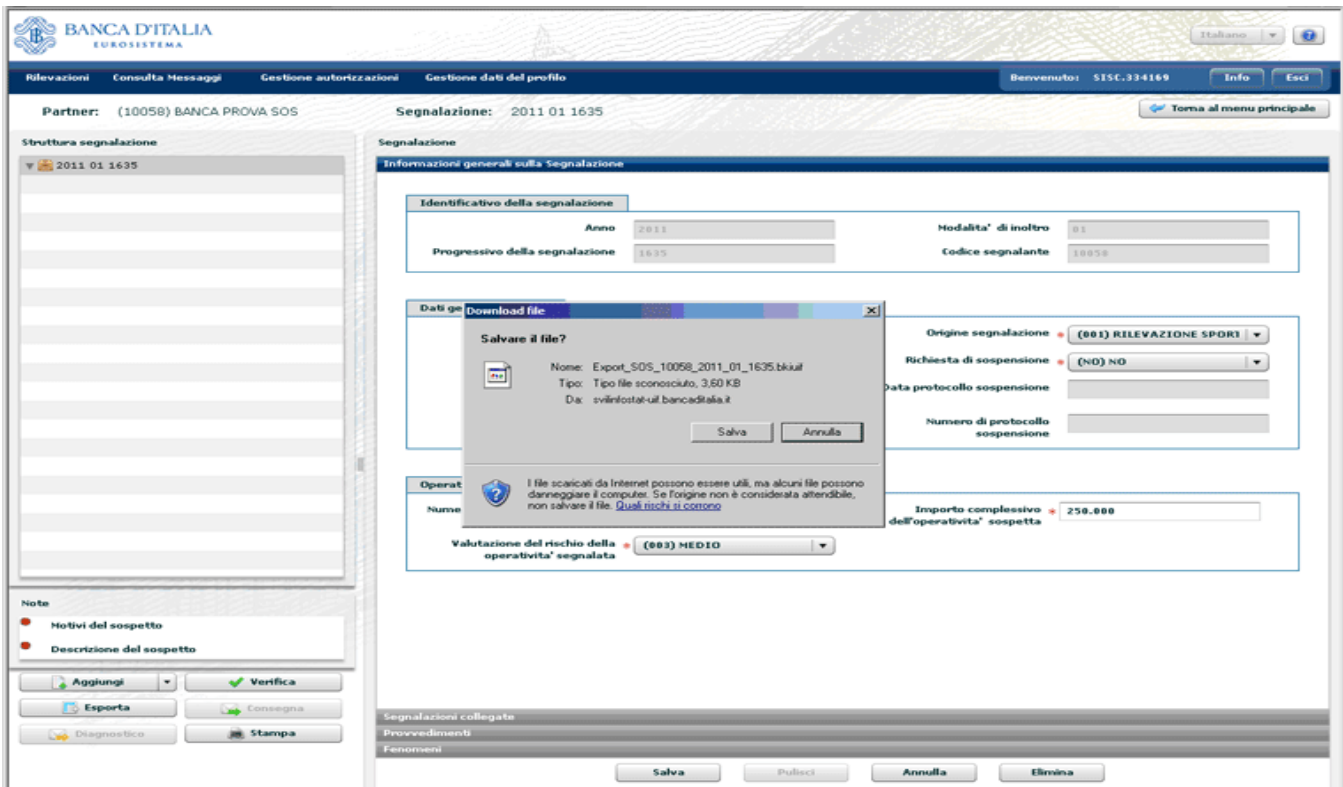 BANCA D'ITALIA
EUROSISTEMA
Italiano
Rilevazioni Consulta Messaggi Gestione autorizzazioni Gestione dati del profilo Benvenuto: SISC.334169 Info Esci
Partner: (10058) BANCA PROVA SOS Segnalazione: 2011 01 1635 Torna al menu principale
Struttura segnalazione
2011 01 1635
Segnalazione
Informazioni generali sulla Segnalazione
Identificativo della segnalazione
Anno 2011 Modalita' di inoltro 01
Progressivo della segnalazione 1635 Codice segnalante 10058
Dati ge
Download file
Salvare il file?
Nome: Export_SOS_10058_2011_01_1635.bkiuif
Tipo: Tipo file sconosciuto, 3,60 KB
Da: svilinfostat-uif.bancaditalia.it
Salva Annulla
I file scaricati da Internet possono essere utili, ma alcuni file possono
danneggiare il computer. Se l'origine non è considerata attendibile,
non salvare il file. Quali rischi si corrono
Origine segnalazione * (001) RILEVAZIONE SPORT
Richiesta di sospensione * (NO) NO
Data protocollo sospensione
Numero di protocollo
sospensione
Operat
Nume
Importo complessivo * 250.000
dell'operativita' sospetta
Valutazione del rischio della * (003) MEDIO
operativita' segnalata
Note
Motivi del sospetto
Descrizione del sospetto
Aggiungi Verifica
Esporta Consegna
Diagnostico Stampa
Segnalazioni collegate
Provvedimenti
Fenomeni
Salva Pulisci Annulla Elimina